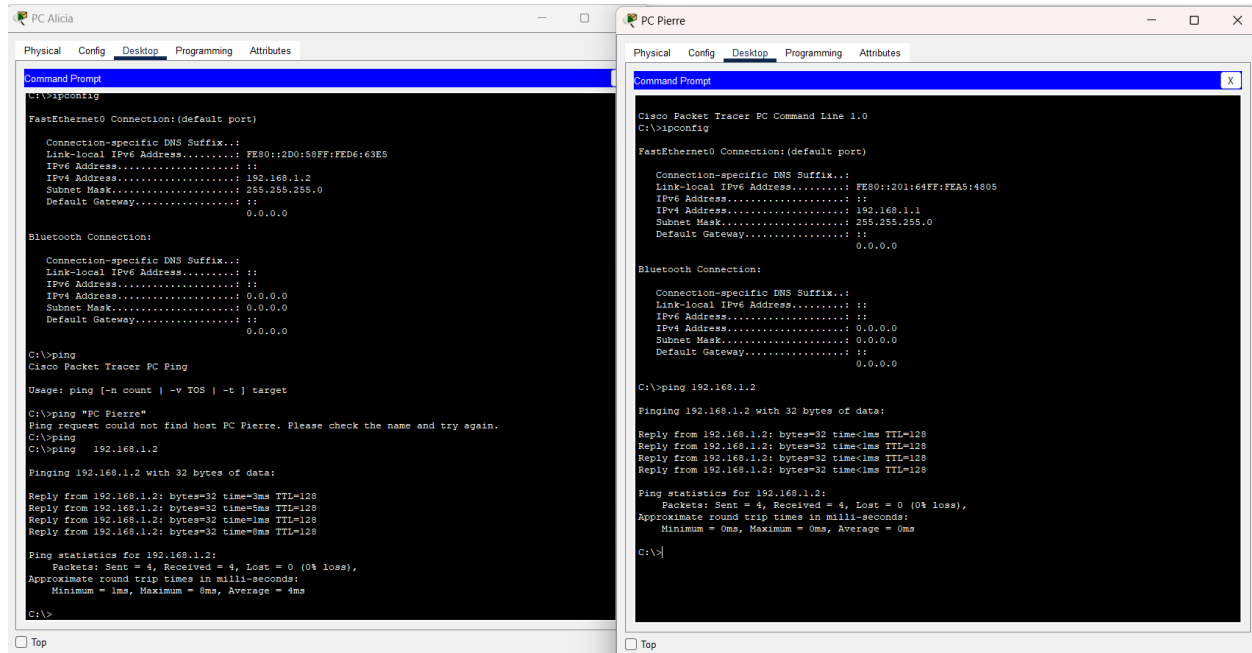 PC Alicia
Physical Config Desktop Programming Attributes
Command Prompt
C:\>ipconfig
FastEthernet0 Connection:(default port)
Connection-specific DNS Suffix..:
Link-local IPv6 Address.........: FE80::2D0:58FF:FED6:63E5
IPv6 Address....................: ::
IPv4 Address....................: 192.168.1.2
Subnet Mask.....................: 255.255.255.0
Default Gateway.................: ::
0.0.0.0
Bluetooth Connection:
Connection-specific DNS Suffix..:
Link-local IPv6 Address.........: ::
IPv6 Address....................: ::
IPv4 Address....................: 0.0.0.0
Subnet Mask.....................: 0.0.0.0
Default Gateway.................: ::
0.0.0.0
C:\>ping
Cisco Packet Tracer PC Ping
Usage: ping [-n count | -v TOS | -t ] target
C:\>ping "PC Pierre"
Ping request could not find host PC Pierre. Please check the name and try again.
C:\>ping
C:\>ping   192.168.1.2
Pinging 192.168.1.2 with 32 bytes of data:
Reply from 192.168.1.2: bytes=32 time=3ms TTL=128
Reply from 192.168.1.2: bytes=32 time=5ms TTL=128
Reply from 192.168.1.2: bytes=32 time=1ms TTL=128
Reply from 192.168.1.2: bytes=32 time=8ms TTL=128
Ping statistics for 192.168.1.2:
Packets: Sent = 4, Received = 4, Lost = 0 (0% loss),
Approximate round trip times in milli-seconds:
Minimum = 1ms, Maximum = 8ms, Average = 4ms
C:\>
Top
PC Pierre
Physical Config Desktop Programming Attributes
Command Prompt
X
Cisco Packet Tracer PC Command Line 1.0
C:\>ipconfig
FastEthernet0 Connection:(default port)
Connection-specific DNS Suffix..:
Link-local IPv6 Address.........: FE80::201:64FF:FEA5:4805
IPv6 Address....................: ::
IPv4 Address....................: 192.168.1.1
Subnet Mask.....................: 255.255.255.0
Default Gateway.................: ::
0.0.0.0
Bluetooth Connection:
Connection-specific DNS Suffix..:
Link-local IPv6 Address.........: ::
IPv6 Address....................: ::
IPv4 Address....................: 0.0.0.0
Subnet Mask.....................: 0.0.0.0
Default Gateway.................: ::
0.0.0.0
C:\>ping 192.168.1.2
Pinging 192.168.1.2 with 32 bytes of data:
Reply from 192.168.1.2: bytes=32 time<1ms TTL=128
Reply from 192.168.1.2: bytes=32 time<1ms TTL=128
Reply from 192.168.1.2: bytes=32 time<1ms TTL=128
Reply from 192.168.1.2: bytes=32 time<1ms TTL=128
Ping statistics for 192.168.1.2:
Packets: Sent = 4, Received = 4, Lost = 0 (0% loss),
Approximate round trip times in milli-seconds:
Minimum = 0ms, Maximum = 0ms, Average = 0ms
C:\>
Top